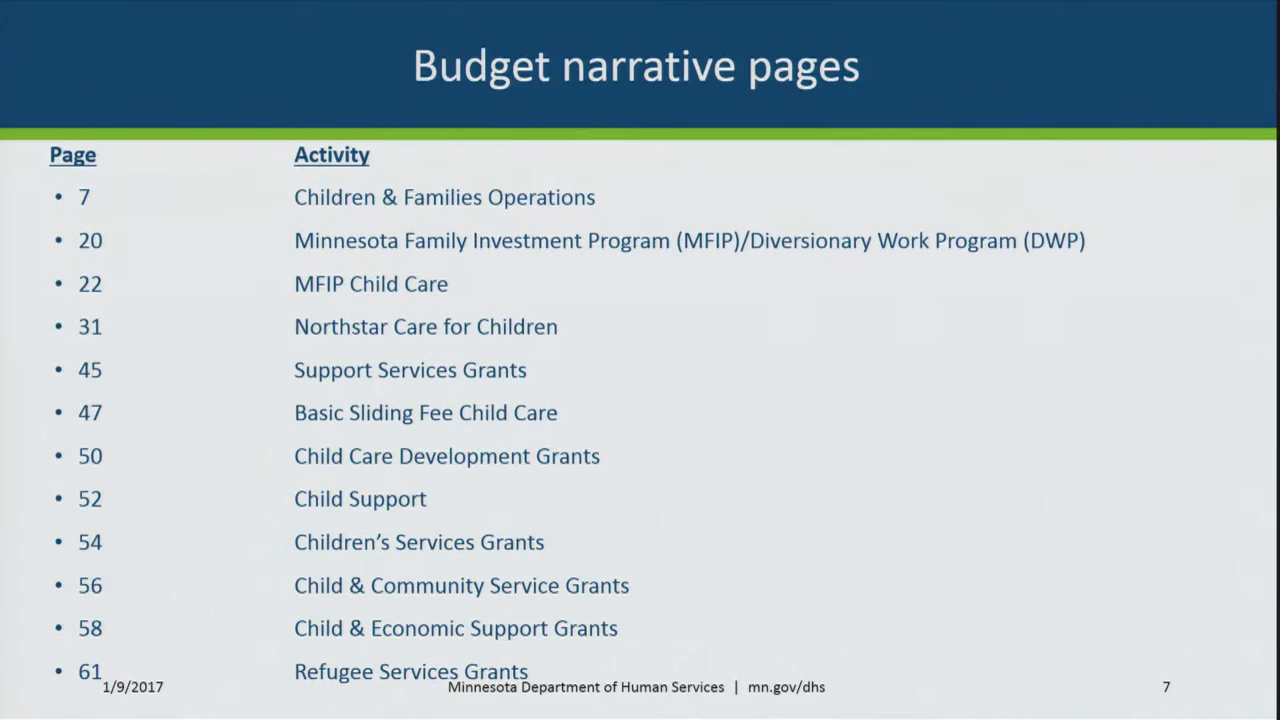 Budget narrative pages
Page Activity
• 7 Children & Families Operations
• 20 Minnesota Family Investment Program (MFIP)/Diversionary Work Program (DWP)
• 22 MFIP Child Care
• 31 Northstar Care for Children
• 45 Support Services Grants
• 47 Basic Sliding Fee Child Care
• 50 Child Care Development Grants
• 52 Child Support
• 54 Children’s Services Grants
• 56 Child & Community Service Grants
• 58 Child & Economic Support Grants
• 61 Refugee Services Grants
1/9/2017 Minnesota Department of Human Services | mn.gov/dhs 7